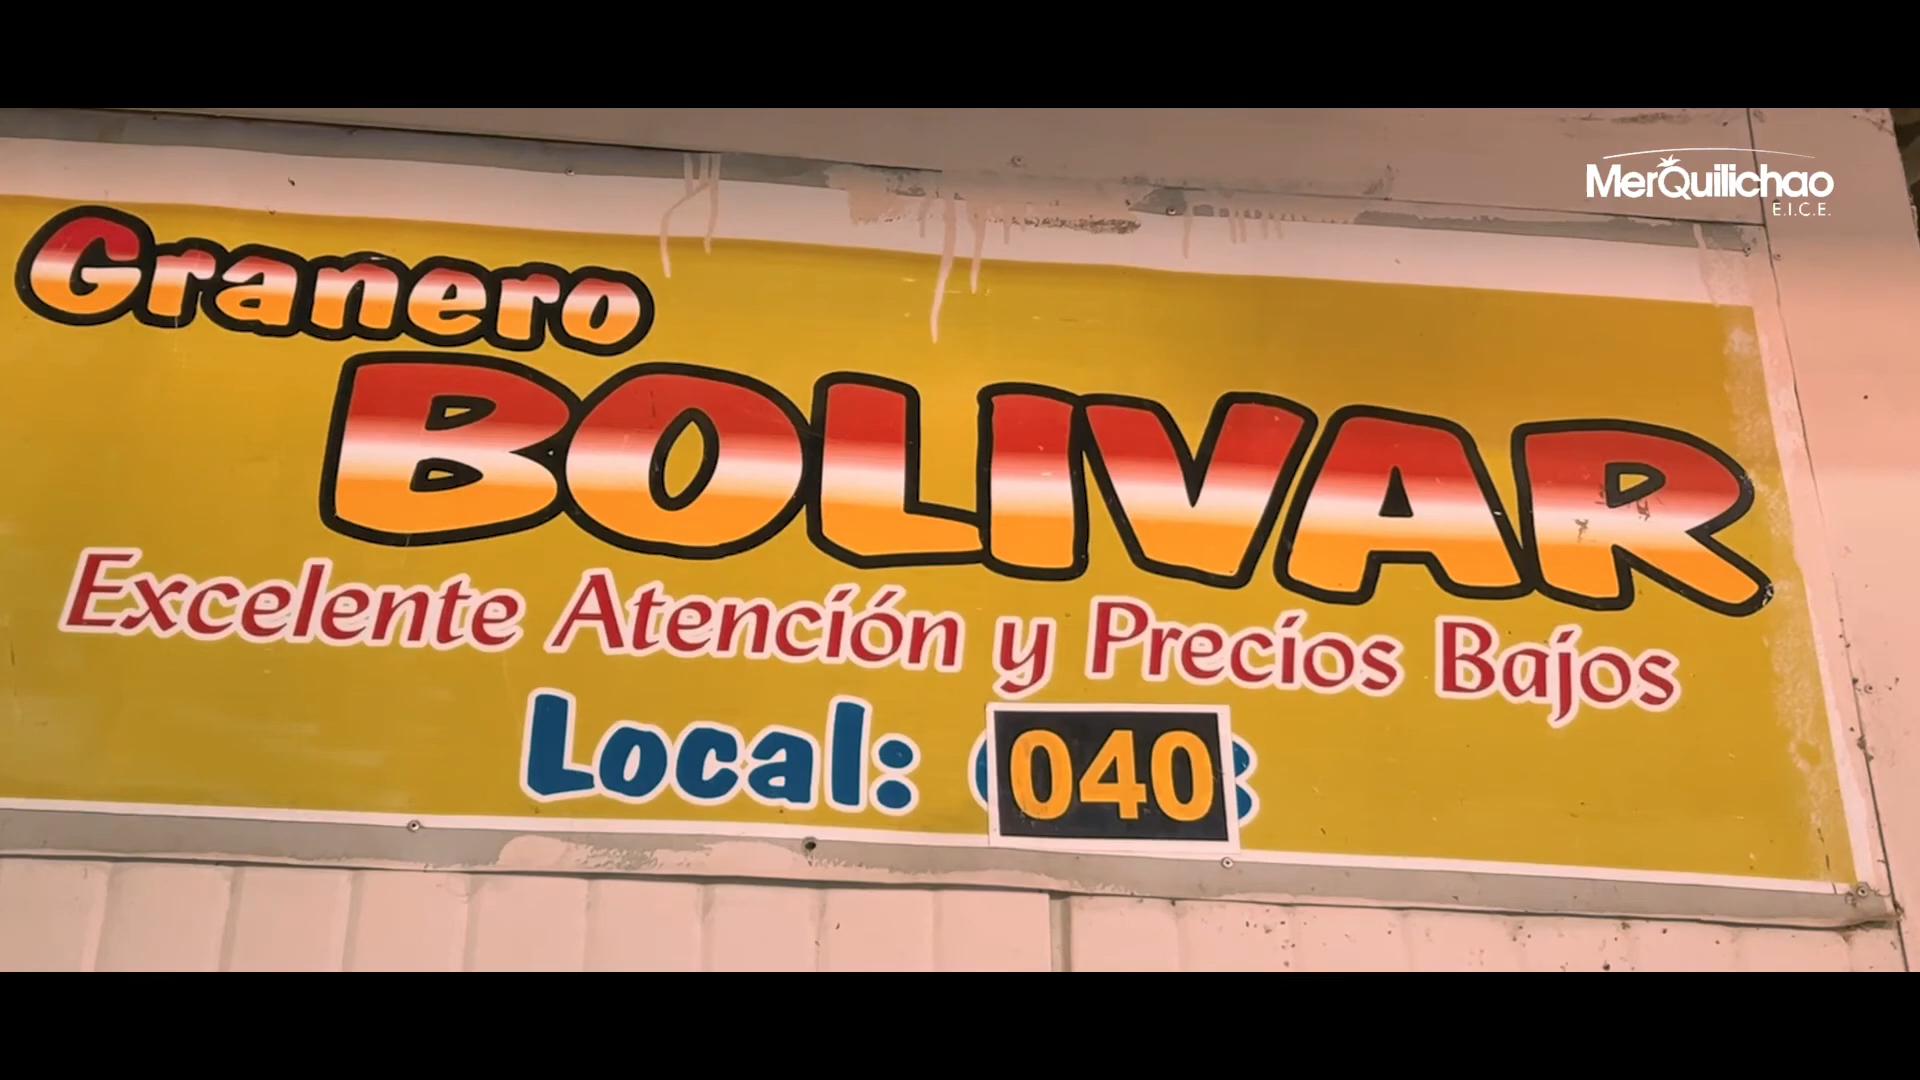 MerQuilichao
E.I.C.E.
Granero
BOLIVAR
Excelente Atención y Precios Bajos
Local: 040